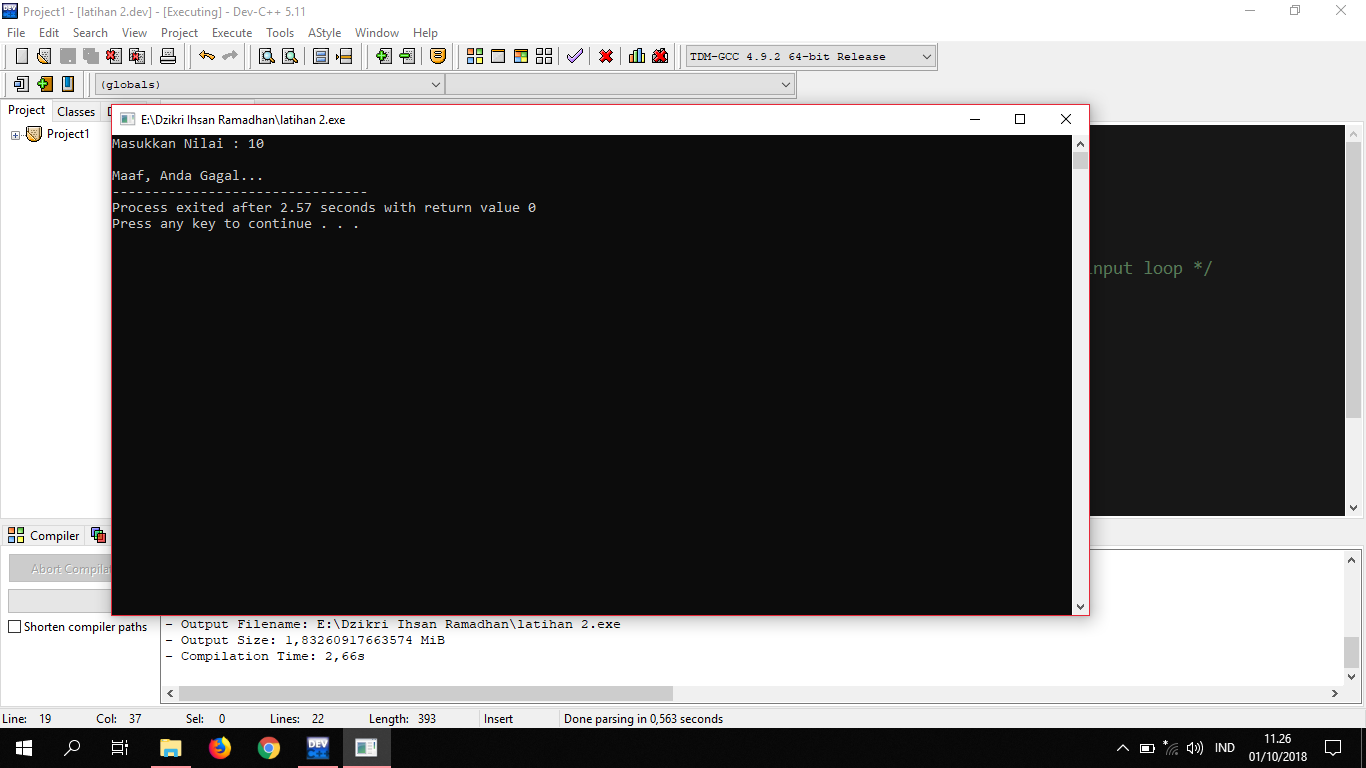 Project1 - [latihan 2.dev] - [Executing] - Dev-C++ 5.11
File Edit Search View Project Execute Tools AStyle Window Help
TDM-GCC 4.9.2 64-bit Release
(globals)
Project Classes
Project1
E:\Dzikri Ihsan Ramadhan\latihan 2.exe
Masukkan Nilai : 10
Maaf, Anda Gagal...
--------------------------------
Process exited after 2.57 seconds with return value 0
Press any key to continue . . .
input loop */
Compiler
Abort Compilat
Shorten compiler paths
- Output Filename: E:\Dzikri Ihsan Ramadhan\latihan 2.exe
- Output Size: 1,83260917663574 MiB
- Compilation Time: 2,66s
Line: 19 Col: 37 Sel: 0 Lines: 22 Length: 393 Insert Done parsing in 0,563 seconds
DEV C++
IND
11.26
01/10/2018